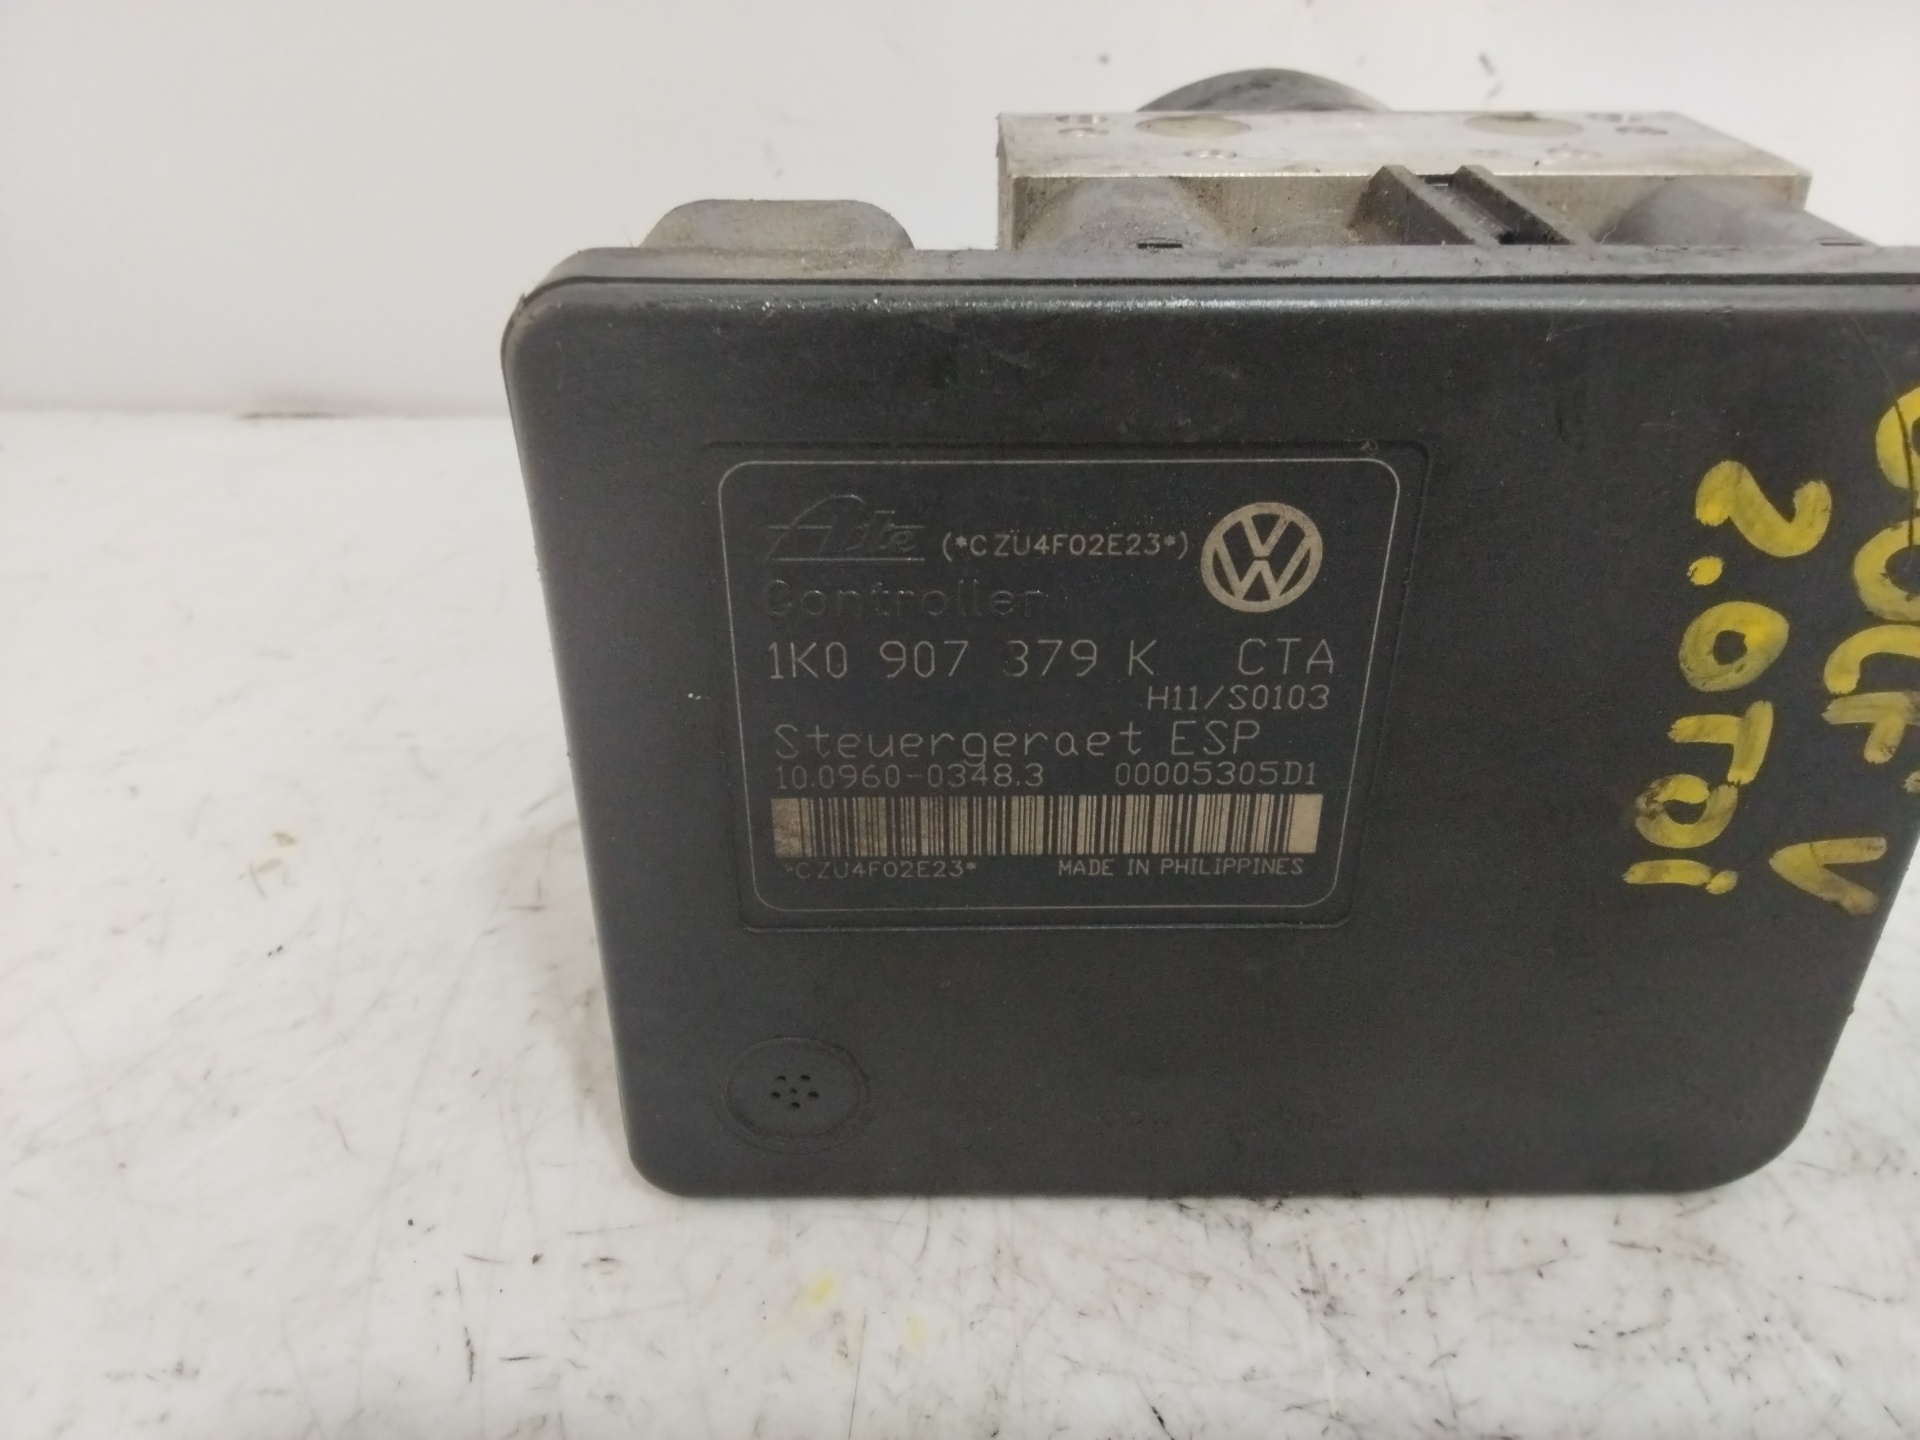 Ate (*CZU4F02E23*)
Controller
1K0 907 379 K CTA
H11/S0103
Steuergeraet ESP
10.0960-0348.3 00005305D1
*CZU4F02E23* MADE IN PHILIPPINES
GOLF V
2.0TDi